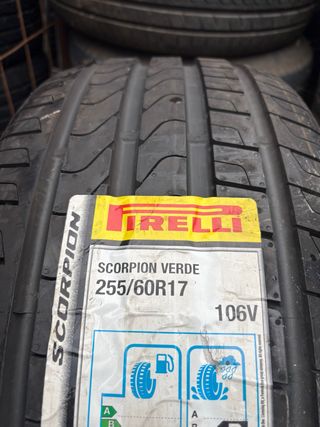 PIRELLI
SCORPION
SCORPION VERDE
255/60R17
106V
A
B
A